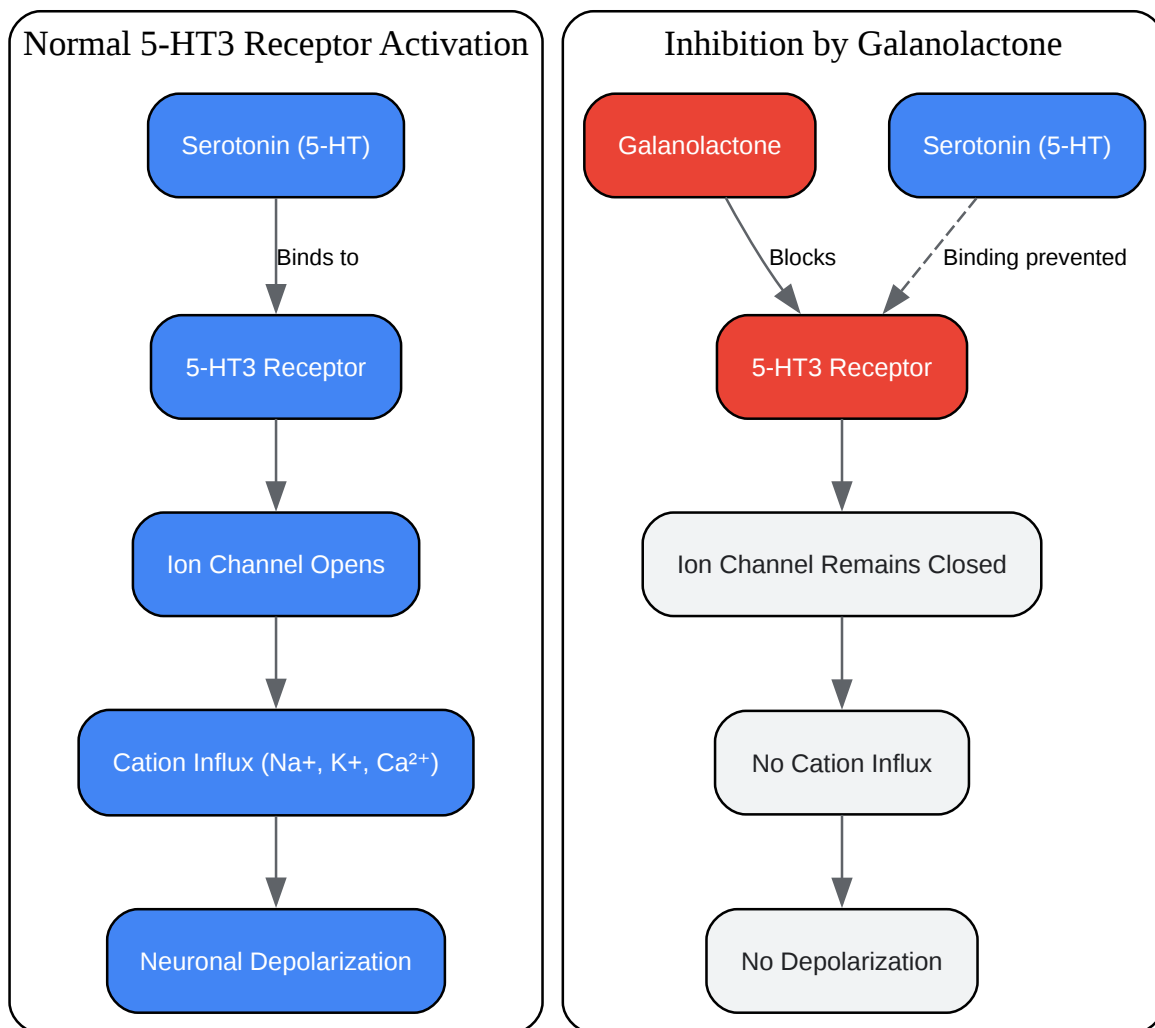 Normal 5-HT3 Receptor Activation
Serotonin (5-HT)
Binds to
5-HT3 Receptor
Ion Channel Opens
Cation Influx (Na+, K+, Ca²⁺)
Neuronal Depolarization
Inhibition by Galanolactone
Galanolactone
Serotonin (5-HT)
Blocks
Binding prevented
5-HT3 Receptor
Ion Channel Remains Closed
No Cation Influx
No Depolarization